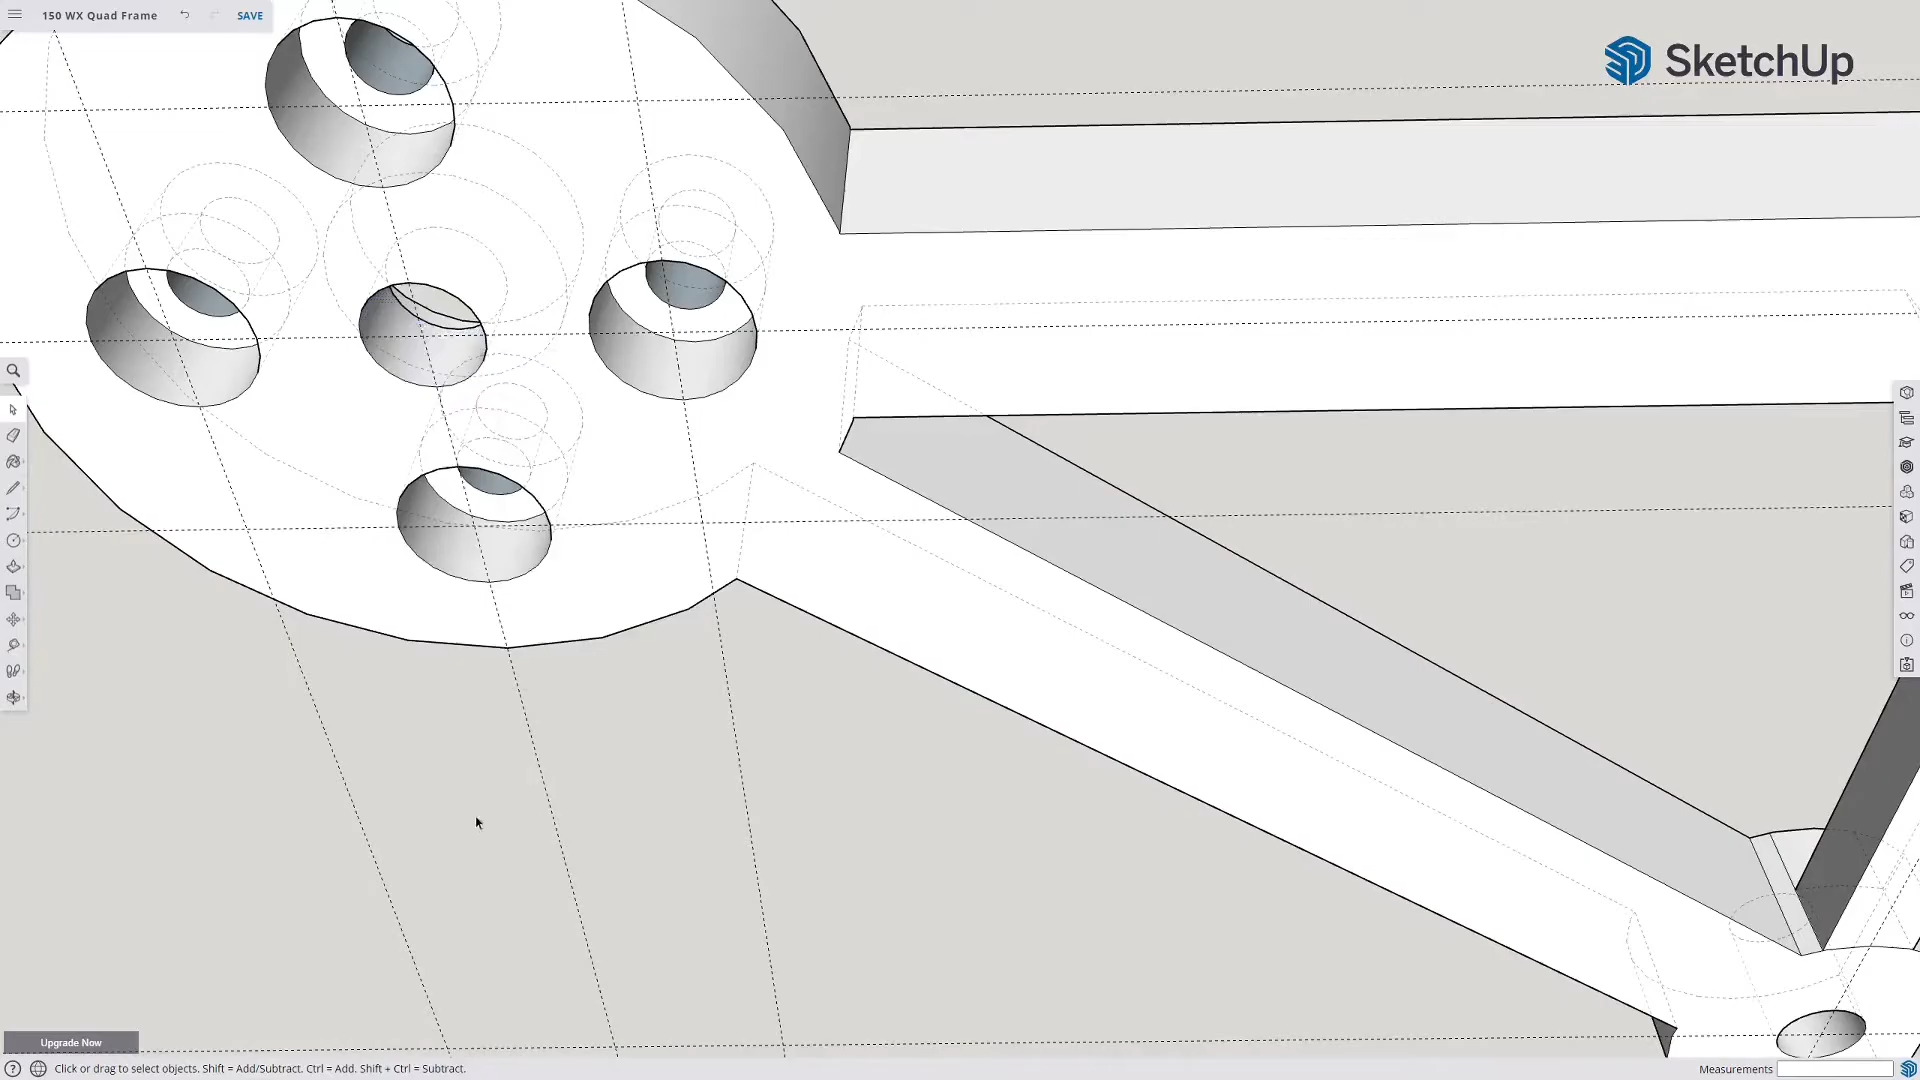 150 WX Quad Frame
SAVE
SketchUp
Upgrade Now
Click or drag to select objects. Shift = Add/Subtract. Ctrl = Add. Shift + Ctrl = Subtract.
Measurements